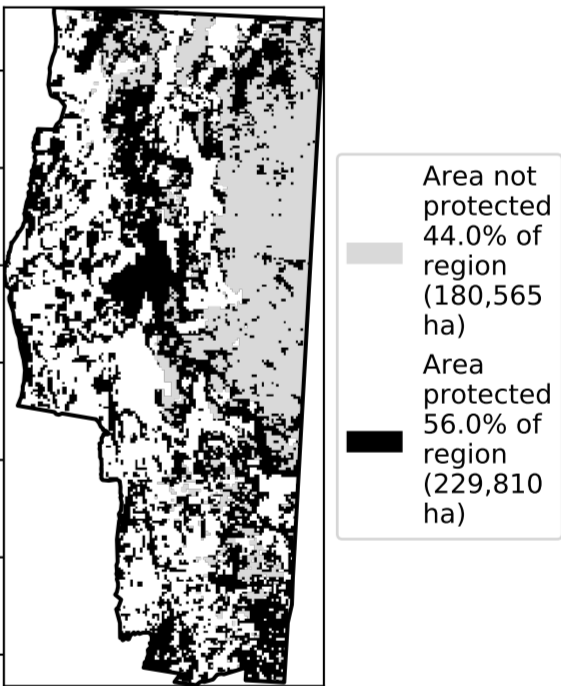 Area not
protected
44.0% of
region
(180,565
ha)
Area
protected
56.0% of
region
(229,810
ha)